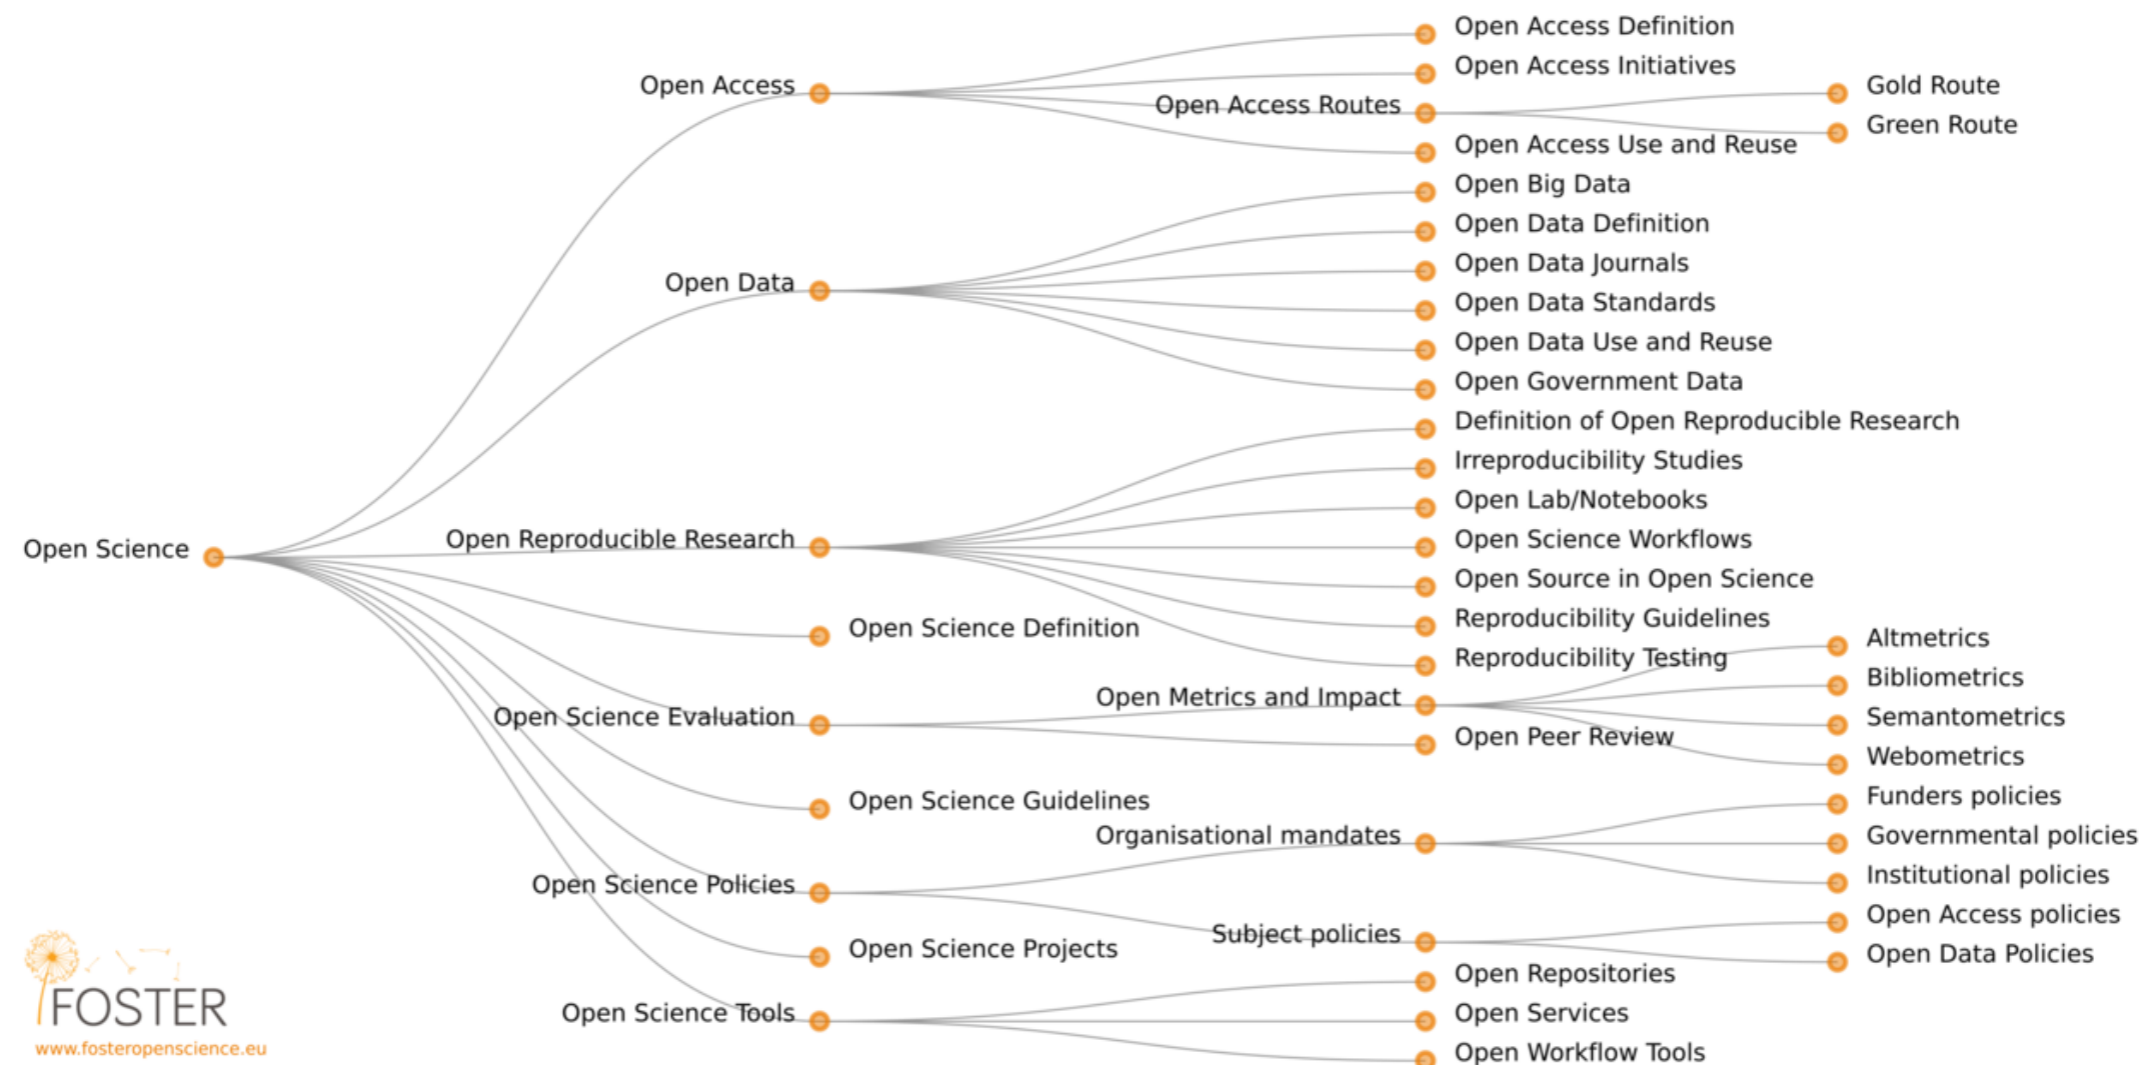 Open Science
Open Access
Open Access Definition
Open Access Initiatives
Open Access Routes
Gold Route
Green Route
Open Access Use and Reuse
Open Data
Open Big Data
Open Data Definition
Open Data Journals
Open Data Standards
Open Data Use and Reuse
Open Government Data
Open Reproducible Research
Definition of Open Reproducible Research
Irreproducibility Studies
Open Lab/Notebooks
Open Science Workflows
Open Source in Open Science
Reproducibility Guidelines
Reproducibility Testing
Open Science Definition
Open Science Evaluation
Open Metrics and Impact
Altmetrics
Bibliometrics
Semantometrics
Webometrics
Open Peer Review
Open Science Guidelines
Open Science Policies
Organisational mandates
Funders policies
Governmental policies
Institutional policies
Subject policies
Open Access policies
Open Data Policies
Open Science Projects
Open Science Tools
Open Repositories
Open Services
Open Workflow Tools
FOSTER
www.fosteropenscience.eu